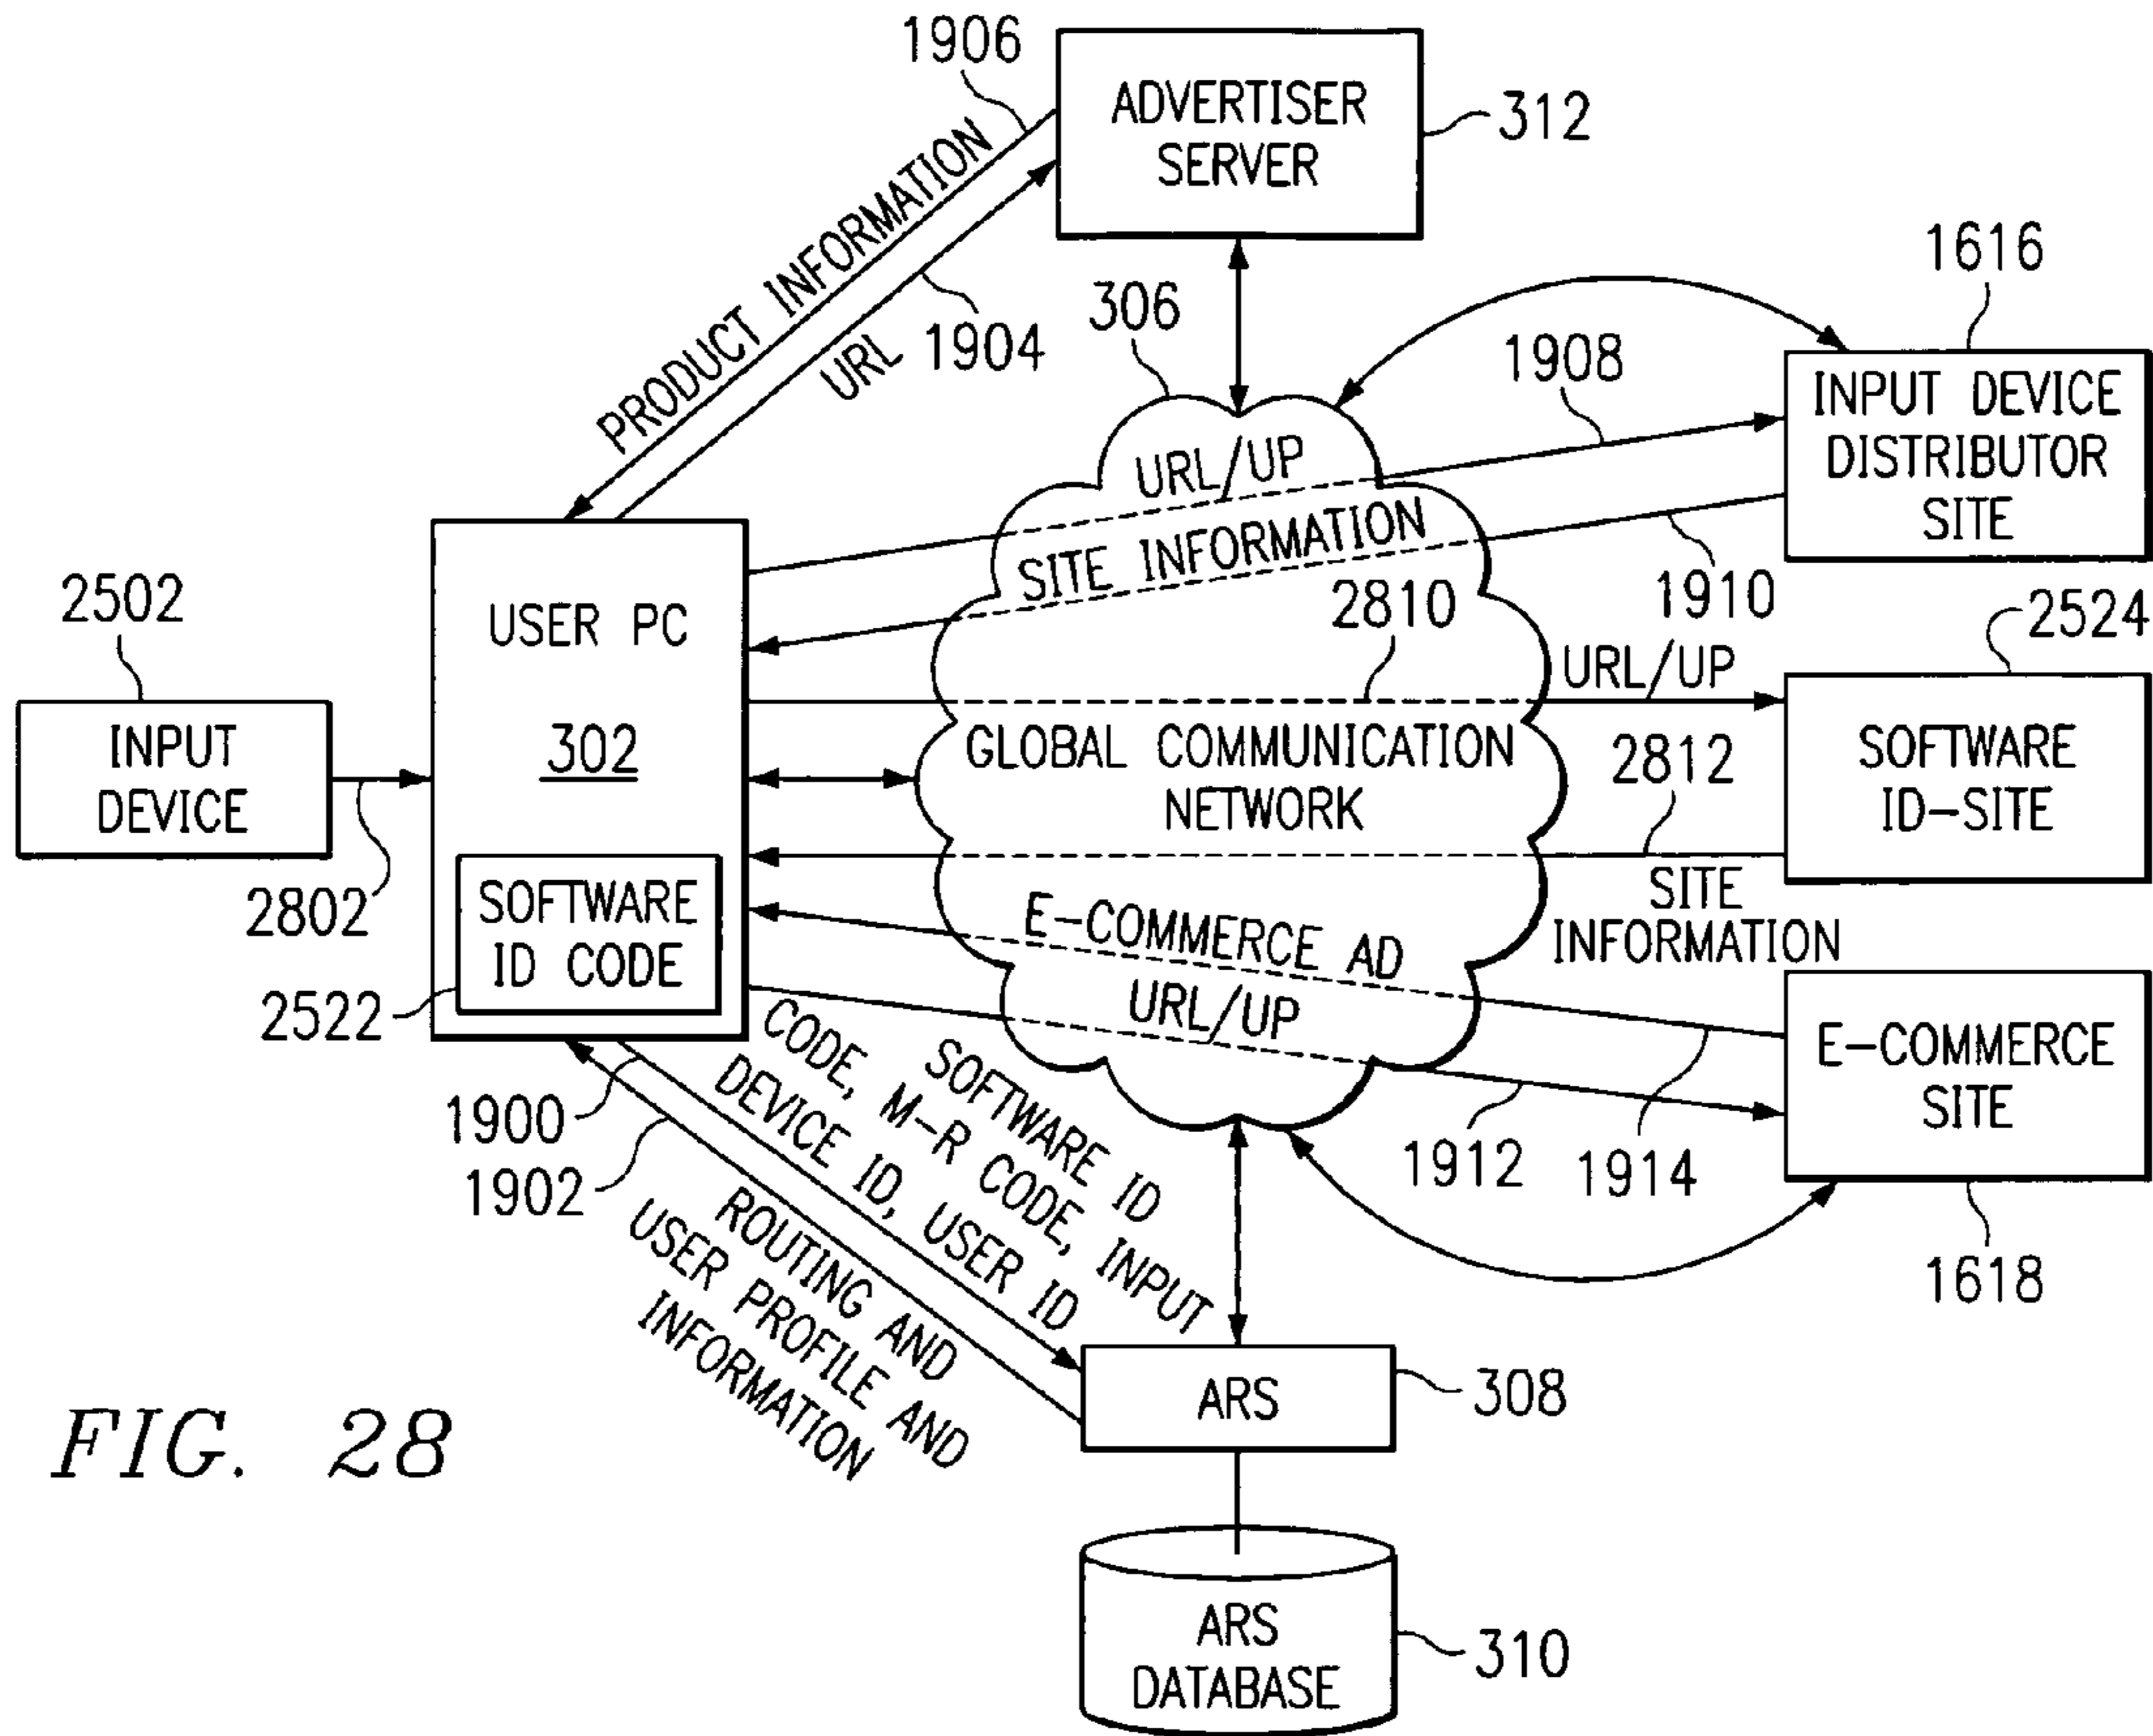 1906
ADVERTISER
SERVER
312
PRODUCT INFORMATION
URL
1904
306
1616
1908
INPUT DEVICE
DISTRIBUTOR
SITE
URL/UP
SITE INFORMATION
1910
2810
2502
USER PC
302
INPUT
DEVICE
2802
SOFTWARE
ID CODE
2522
URL/UP
2524
GLOBAL COMMUNICATION
NETWORK
SOFTWARE
ID-SITE
2812
SITE
INFORMATION
E-COMMERCE AD
URL/UP
E-COMMERCE
SITE
1912
1914
1618
1900
1902
SOFTWARE ID
CODE, M-R CODE, INPUT
DEVICE ID, USER ID
ROUTING AND
USER PROFILE AND
INFORMATION
ARS
308
ARS
DATABASE
310
FIG. 28